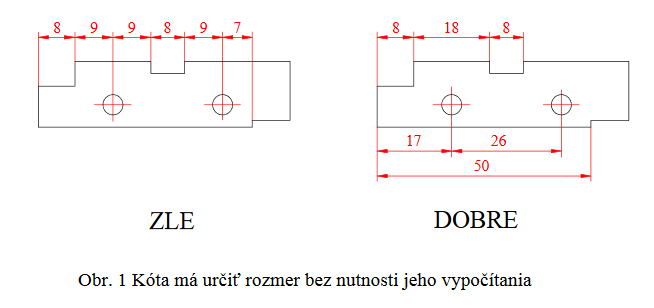 8 9 9 8 9 7
8 18 8
17 26
50
ZLE
DOBRE
Obr. 1 Kóta má určiť rozmer bez nutnosti jeho vypočítania